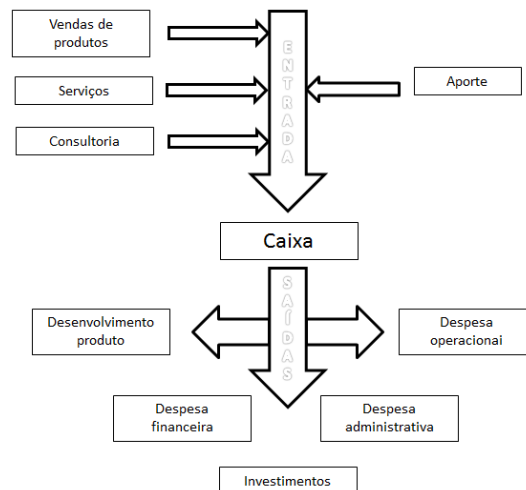 Vendas de
produtos
Serviços
Consultoria
ENTRADA
Aporte
Caixa
SAÍDAS
Desenvolvimento
produto
Despesa
operacionai
Despesa
financeira
Despesa
administrativa
Investimentos